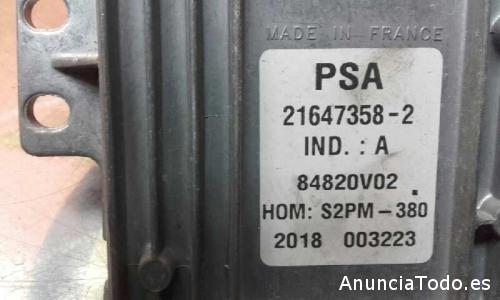 MADE IN FRANCE
PSA
21647358-2
IND. : A
84820V02
HOM: S2PM-380
2018 003223
AnunciaTodo.es